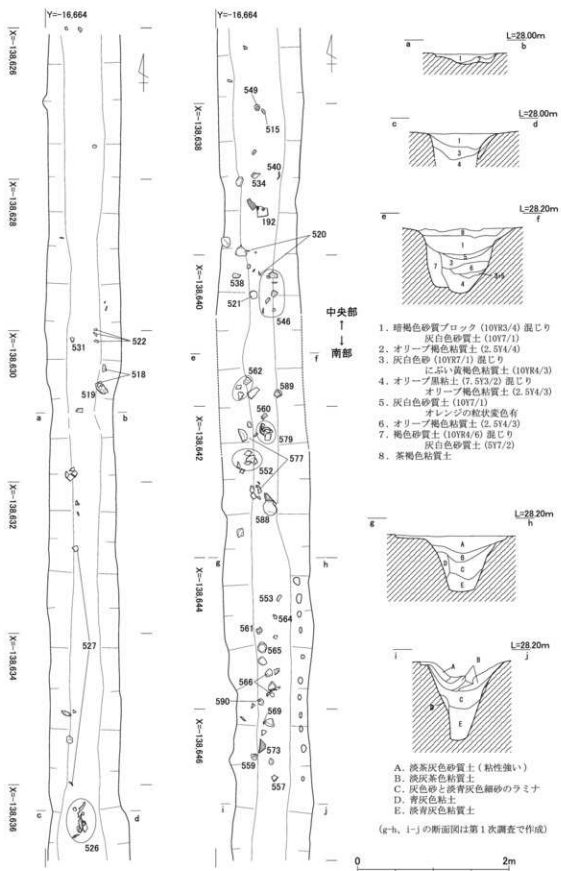 Y=-16,664
X=-138,626
X=-138,628
531
522
X=-138,630
518
519
a
b
X=-138,632
527
X=-138,634
X=-138,636
c
d
526
Y=-16,664
549
515
X=-138,638
540
534
192
520
538
X=-138,640
521
546
中央部
↑
↓
南部
e
f
562
589
560
579
X=-138,642
577
552
588
g
h
X=-138,644
553
564
561
565
566
590
569
X=-138,646
573
559
557
i
j
L=28.00m
a
b
1
2
L=28.00m
c
d
1
3
4
L=28.20m
e
f
8
1
5
3
6
7
4
3+5
1. 暗褐色砂質ブロック (10YR3/4) 混じり
灰白色砂質土 (10Y7/1)
2. オリーブ褐色粘質土 (2.5Y4/4)
3. 灰白色砂 (10YR7/1) 混じり
にぶい黄褐色粘質土 (10YR4/3)
4. オリーブ黒粘土 (7.5Y3/2) 混じり
オリーブ褐色粘質土 (2.5Y4/3)
5. 灰白色砂質土 (10Y7/1)
オレンジの粒状変色有
6. オリーブ褐色粘質土 (2.5Y4/3)
7. 褐色砂質土 (10YR4/6) 混じり
灰白色砂質土 (5Y7/2)
8. 茶褐色粘質土
L=28.20m
g
h
A
B
D
C
E
L=28.20m
i
j
A
B
C
D
E
A. 淡茶灰色砂質土 (粘性強い)
B. 淡灰茶色粘質土
C. 灰色砂と淡青灰色細砂のラミナ
D. 青灰色粘土
E. 淡青灰色粘質土
(g-h、i-j の断面図は第1次調査で作成)
0
2m